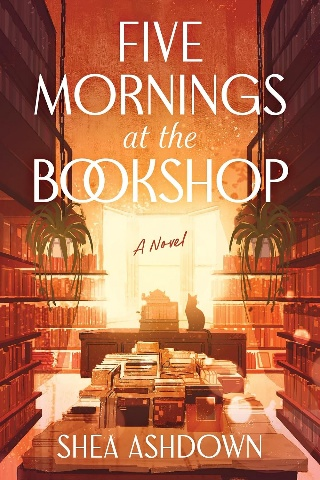 FIVE
MORNINGS
at the
BOOKSHOP
A Novel
SHEA ASHDOWN